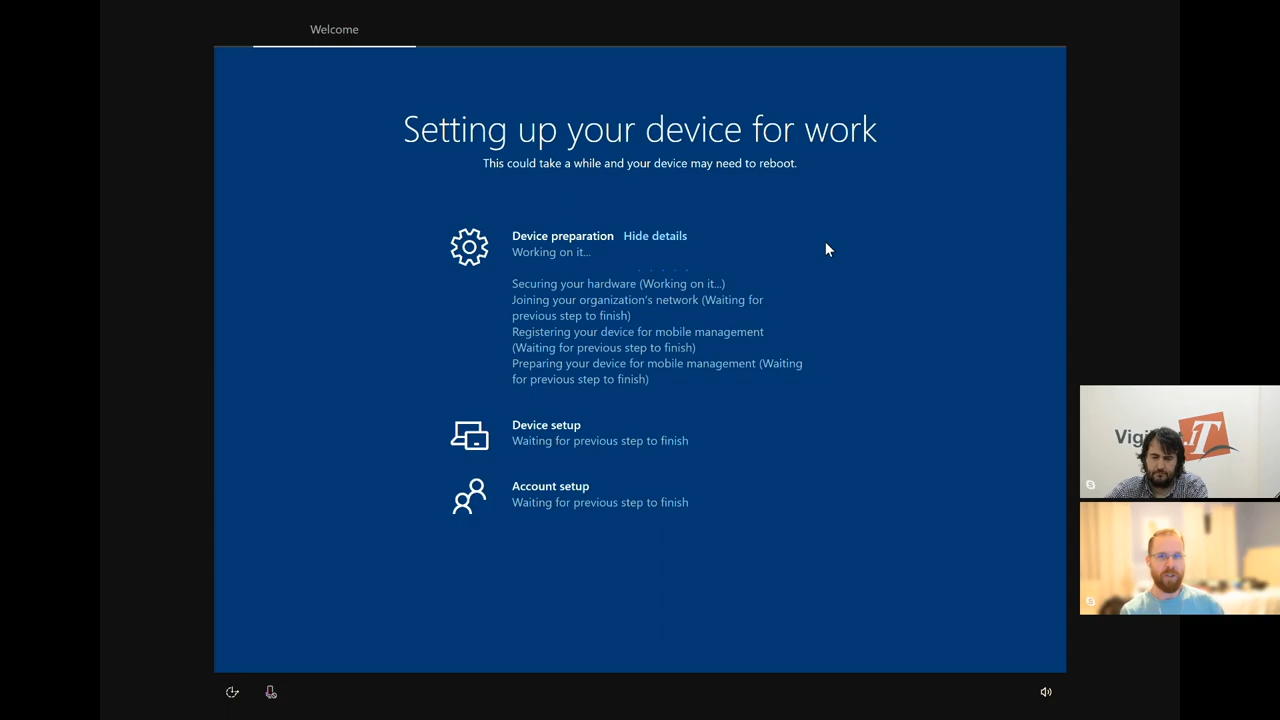 Welcome
Setting up your device for work
This could take a while and your device may need to reboot.
Device preparation Hide details
Working on it...
Securing your hardware (Working on it...)
Joining your organization's network (Waiting for
previous step to finish)
Registering your device for mobile management
(Waiting for previous step to finish)
Preparing your device for mobile management (Waiting
for previous step to finish)
Device setup
Waiting for previous step to finish
Account setup
Waiting for previous step to finish
iT